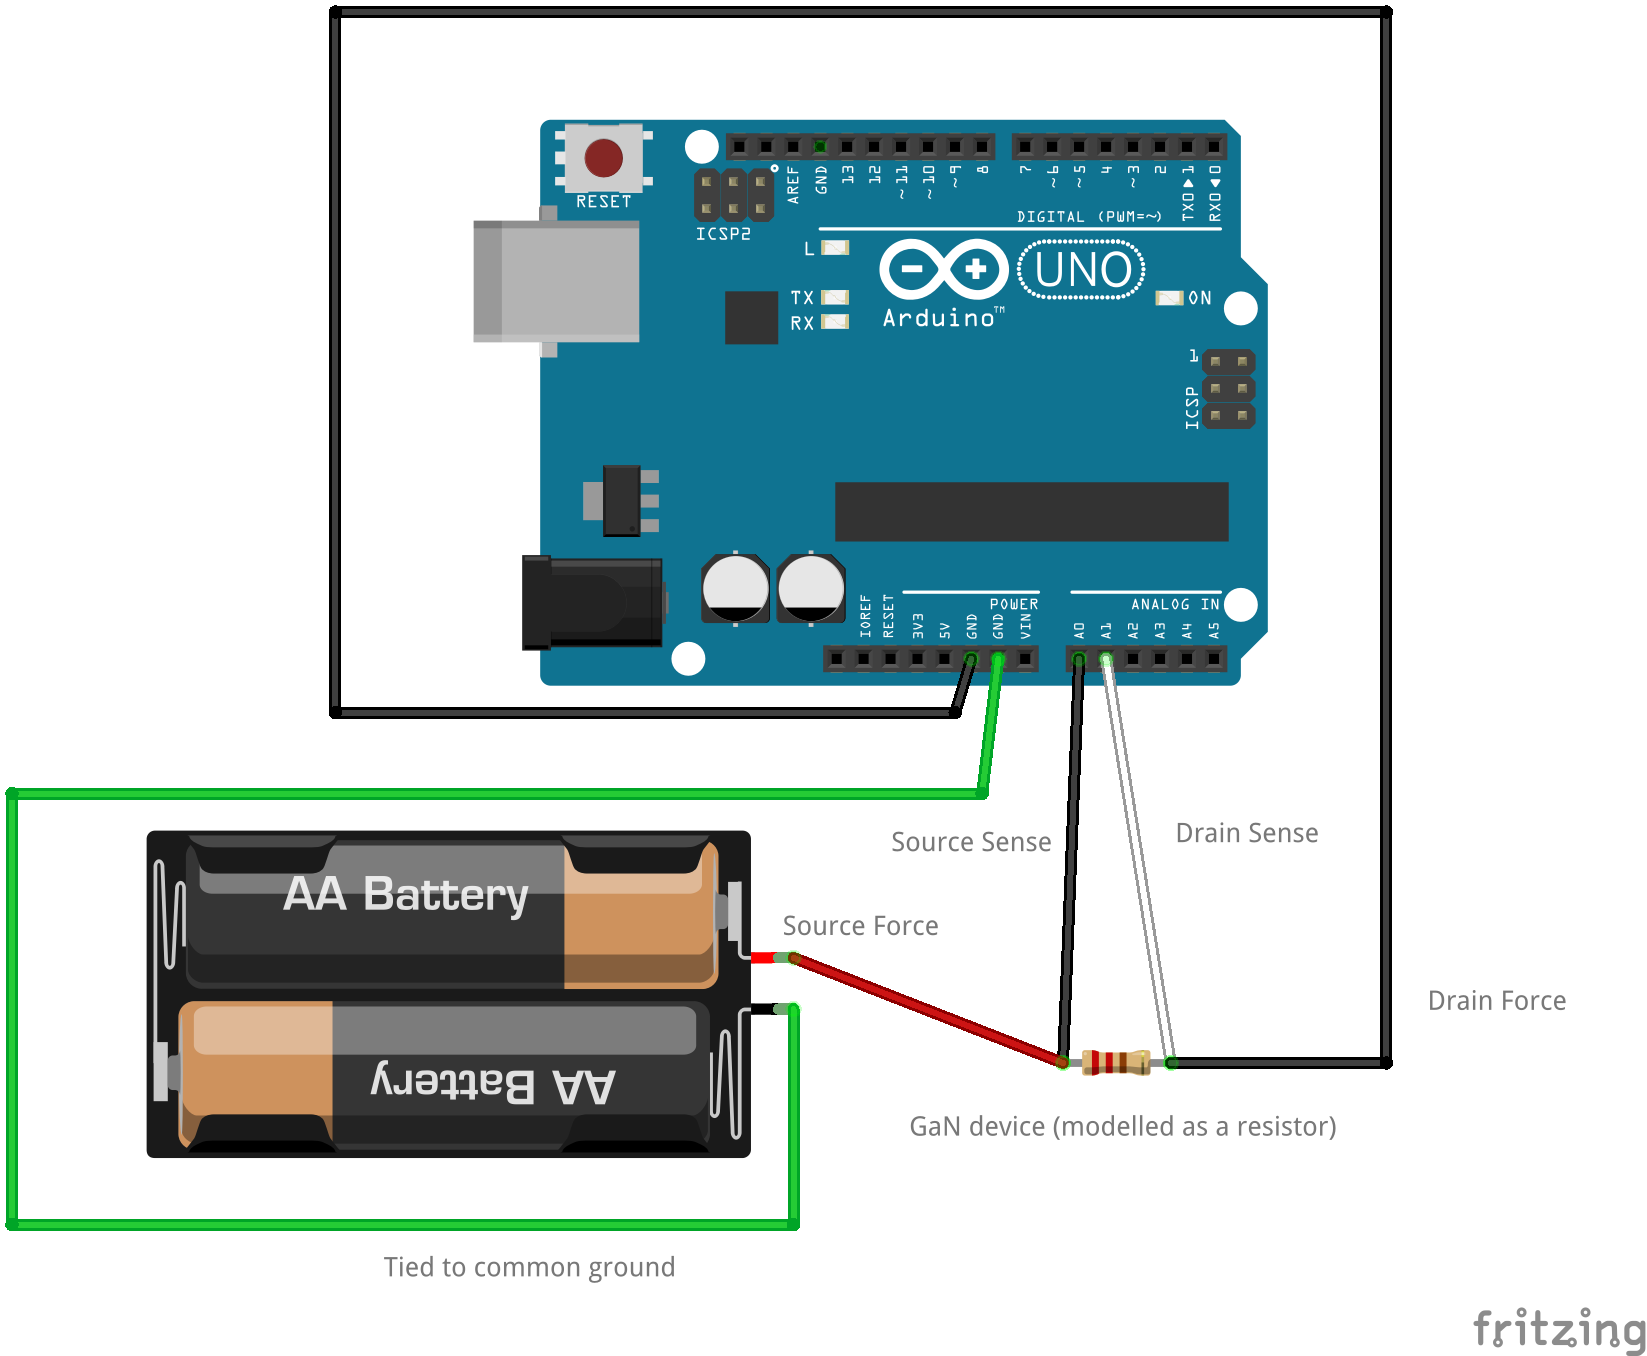 RESET
ICSP2
AREF
GND
13
12
~11
~10
~9
8
7
~6
~5
4
~3
2
TX0▶1
RX0◀0
DIGITAL (PWM=~)
L
TX
RX
Arduino™
UNO
ON
1
ICSP
IOREF
RESET
3V3
5V
GND
GND
VIN
POWER
ANALOG IN
A0
A1
A2
A3
A4
A5
Source Sense
Drain Sense
AA Battery
Source Force
Drain Force
AA Battery
GaN device (modelled as a resistor)
Tied to common ground
fritzing